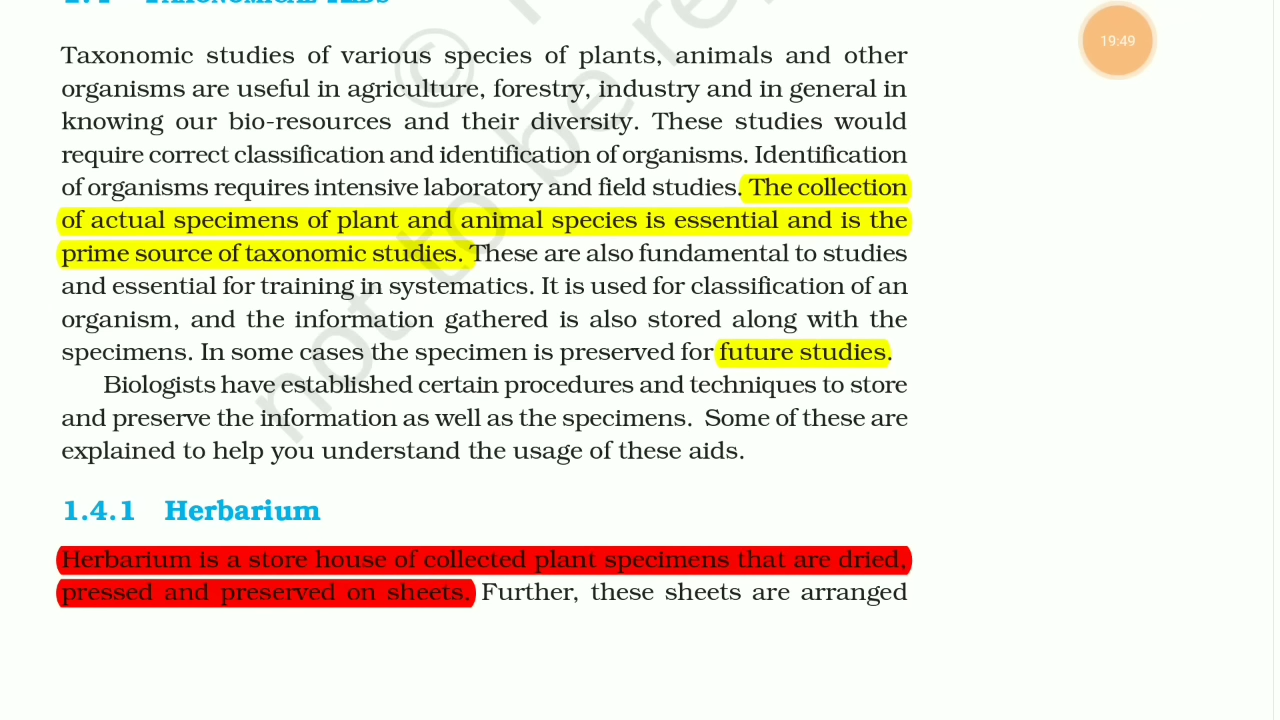 1.4 TAXONOMICAL AIDS
19:49
Taxonomic studies of various species of plants, animals and other
organisms are useful in agriculture, forestry, industry and in general in
knowing our bio-resources and their diversity. These studies would
require correct classification and identification of organisms. Identification
of organisms requires intensive laboratory and field studies. The collection
of actual specimens of plant and animal species is essential and is the
prime source of taxonomic studies. These are also fundamental to studies
and essential for training in systematics. It is used for classification of an
organism, and the information gathered is also stored along with the
specimens. In some cases the specimen is preserved for future studies.
Biologists have established certain procedures and techniques to store
and preserve the information as well as the specimens. Some of these are
explained to help you understand the usage of these aids.
1.4.1 Herbarium
Herbarium is a store house of collected plant specimens that are dried,
pressed and preserved on sheets. Further, these sheets are arranged
©
not to be re